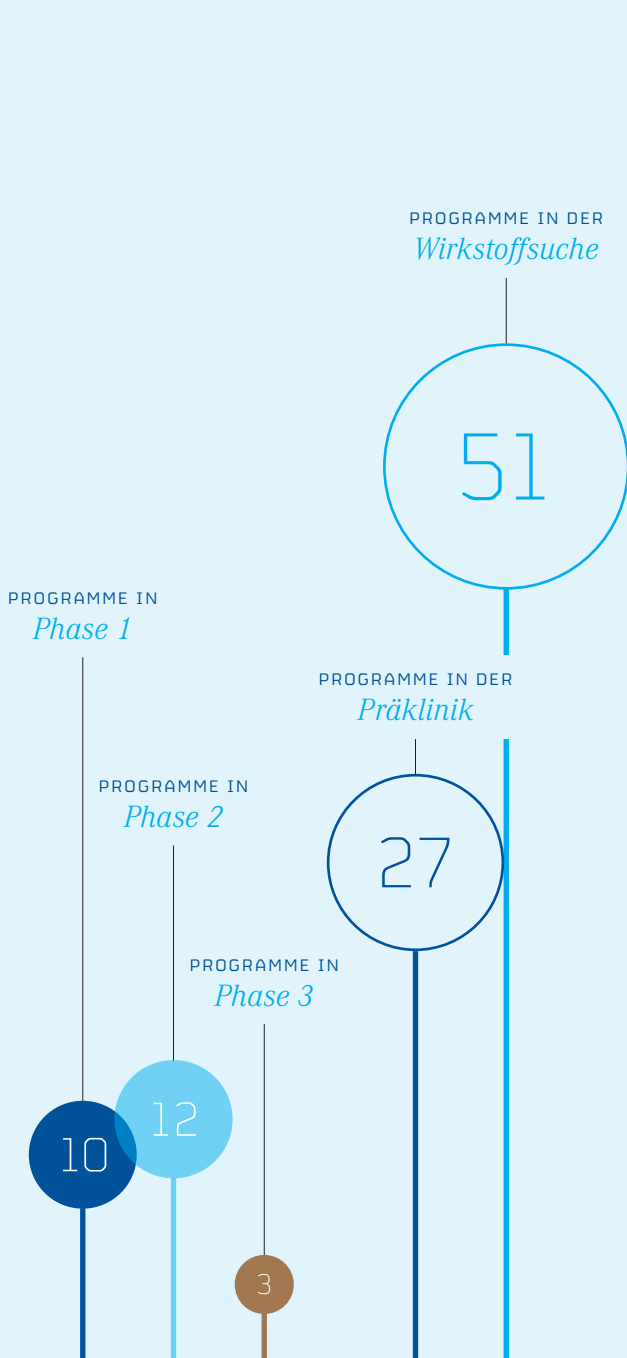 PROGRAMME IN DER
Wirkstoffsuche
51
PROGRAMME IN
Phase 1
PROGRAMME IN DER
Präklinik
27
PROGRAMME IN
Phase 2
PROGRAMME IN
Phase 3
12
10
3